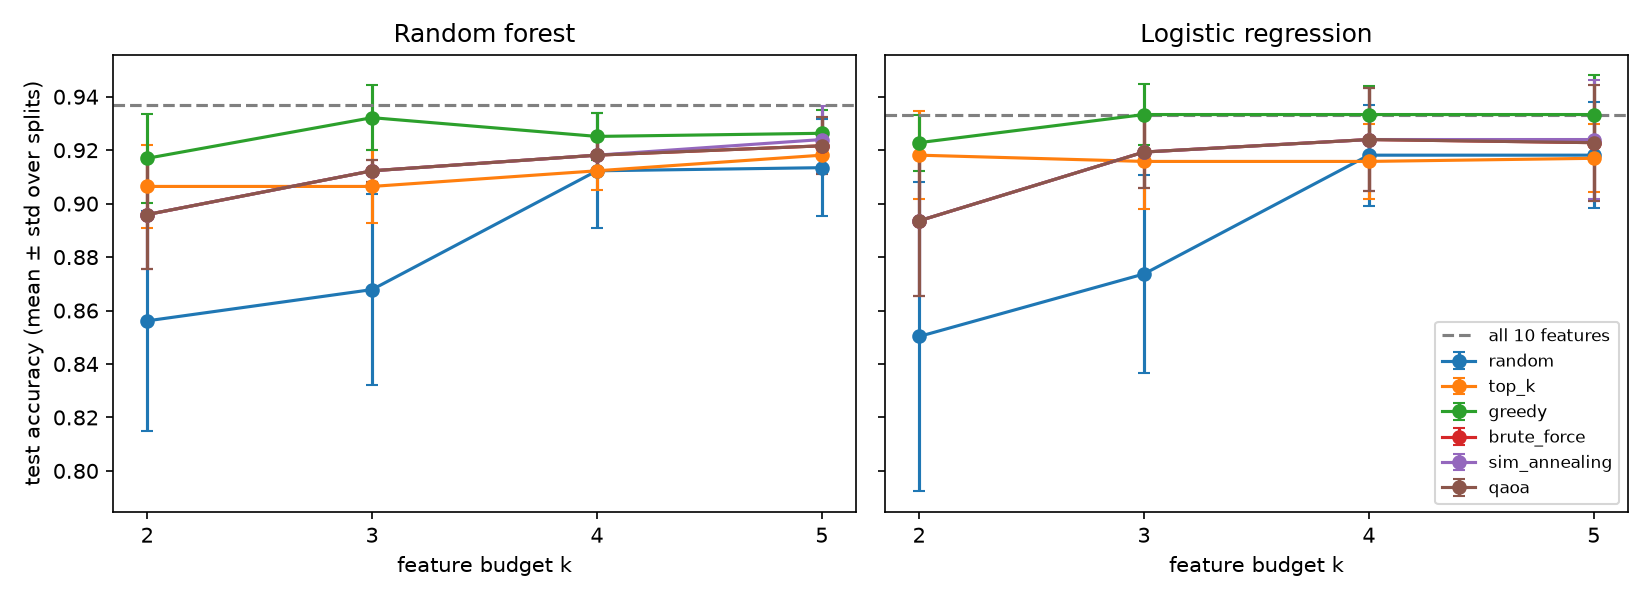 Random forest
Logistic regression
test accuracy (mean ± std over splits)
0.94
0.92
0.90
0.88
0.86
0.84
0.82
0.80
2 3 4 5
feature budget k
2 3 4 5
feature budget k
all 10 features
random
top_k
greedy
brute_force
sim_annealing
qaoa